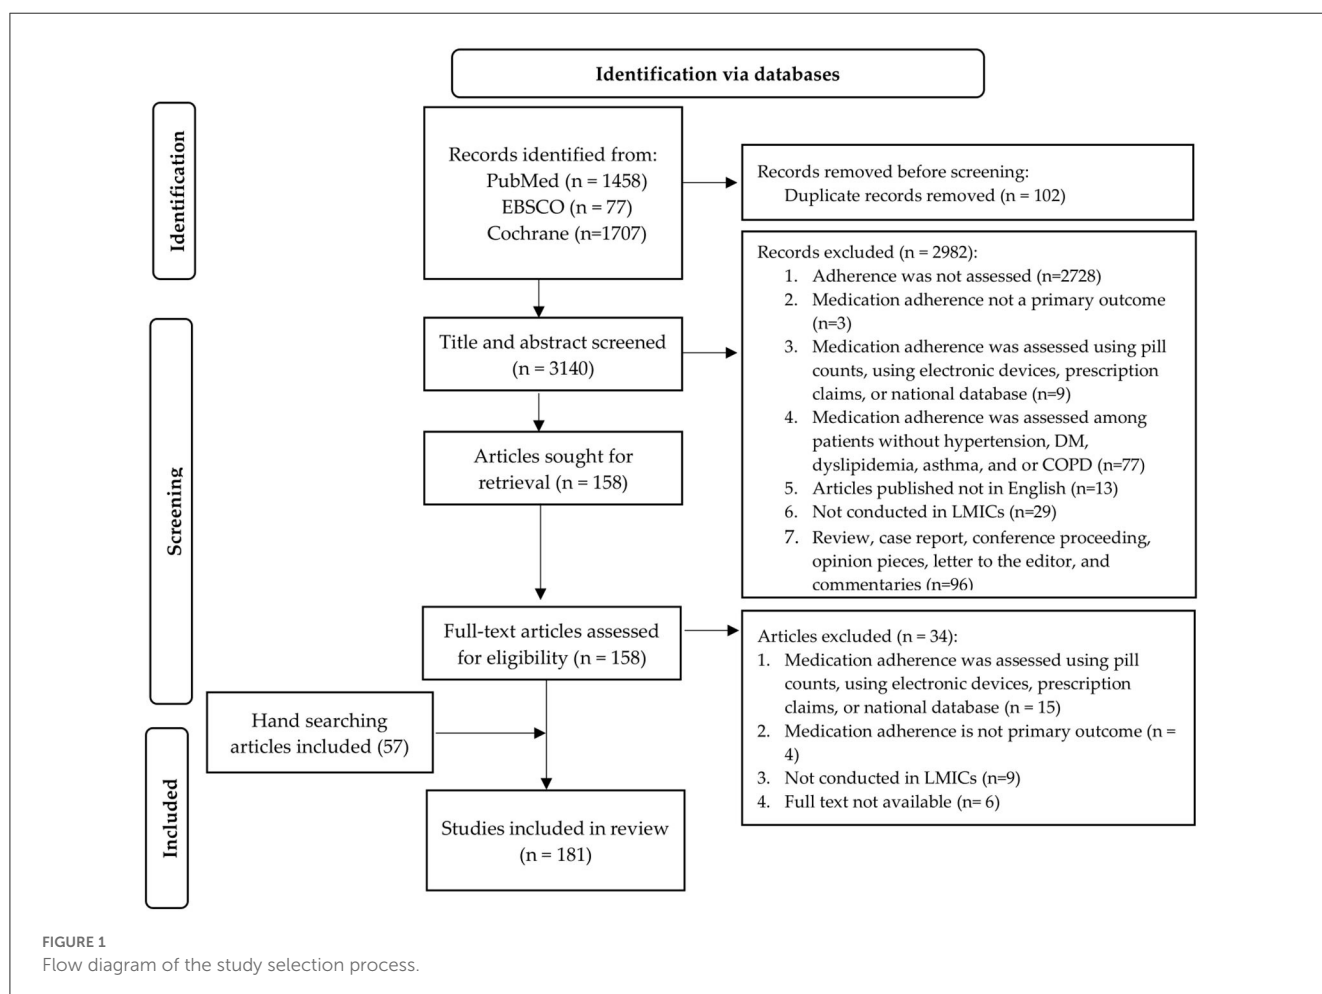 Identification via databases
Identification
Records identified from:
PubMed (n = 1458)
EBSCO (n = 77)
Cochrane (n=1707)
Records removed before screening:
Duplicate records removed (n = 102)
Screening
Title and abstract screened
(n = 3140)
Records excluded (n = 2982):
1. Adherence was not assessed (n=2728)
2. Medication adherence not a primary outcome
(n=3)
3. Medication adherence was assessed using pill
counts, using electronic devices, prescription
claims, or national database (n=9)
4. Medication adherence was assessed among
patients without hypertension, DM,
dyslipidemia, asthma, and or COPD (n=77)
5. Articles published not in English (n=13)
6. Not conducted in LMICs (n=29)
7. Review, case report, conference proceeding,
opinion pieces, letter to the editor, and
commentaries (n=96)
Articles sought for
retrieval (n = 158)
Full-text articles assessed
for eligibility (n = 158)
Articles excluded (n = 34):
1. Medication adherence was assessed using pill
counts, using electronic devices, prescription
claims, or national database (n = 15)
2. Medication adherence is not primary outcome (n =
4)
3. Not conducted in LMICs (n=9)
4. Full text not available (n= 6)
Hand searching
articles included (57)
Included
Studies included in review
(n = 181)
FIGURE 1
Flow diagram of the study selection process.